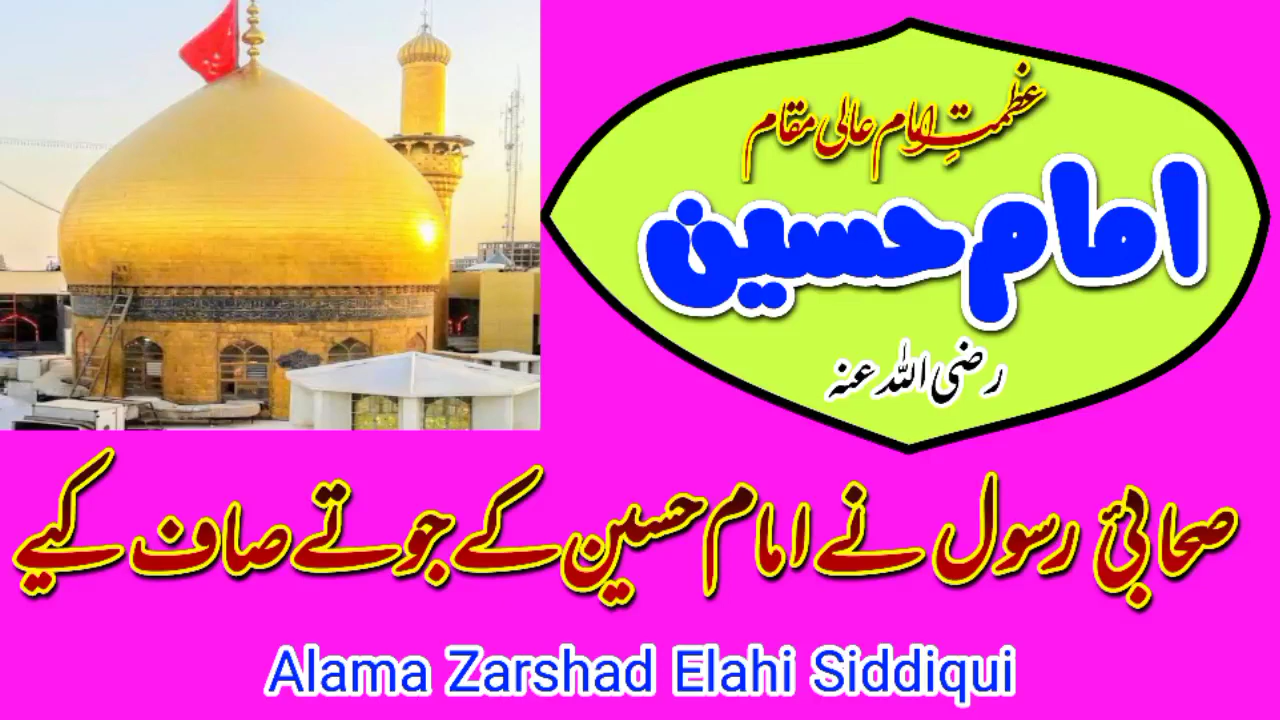 عظمتِ امام عالی مقام
امام حسین
رضی اللہ عنہ
صحابیٔ رسول نے امام حسین کے جوتے صاف کیے
Alama Zarshad Elahi Siddiqui